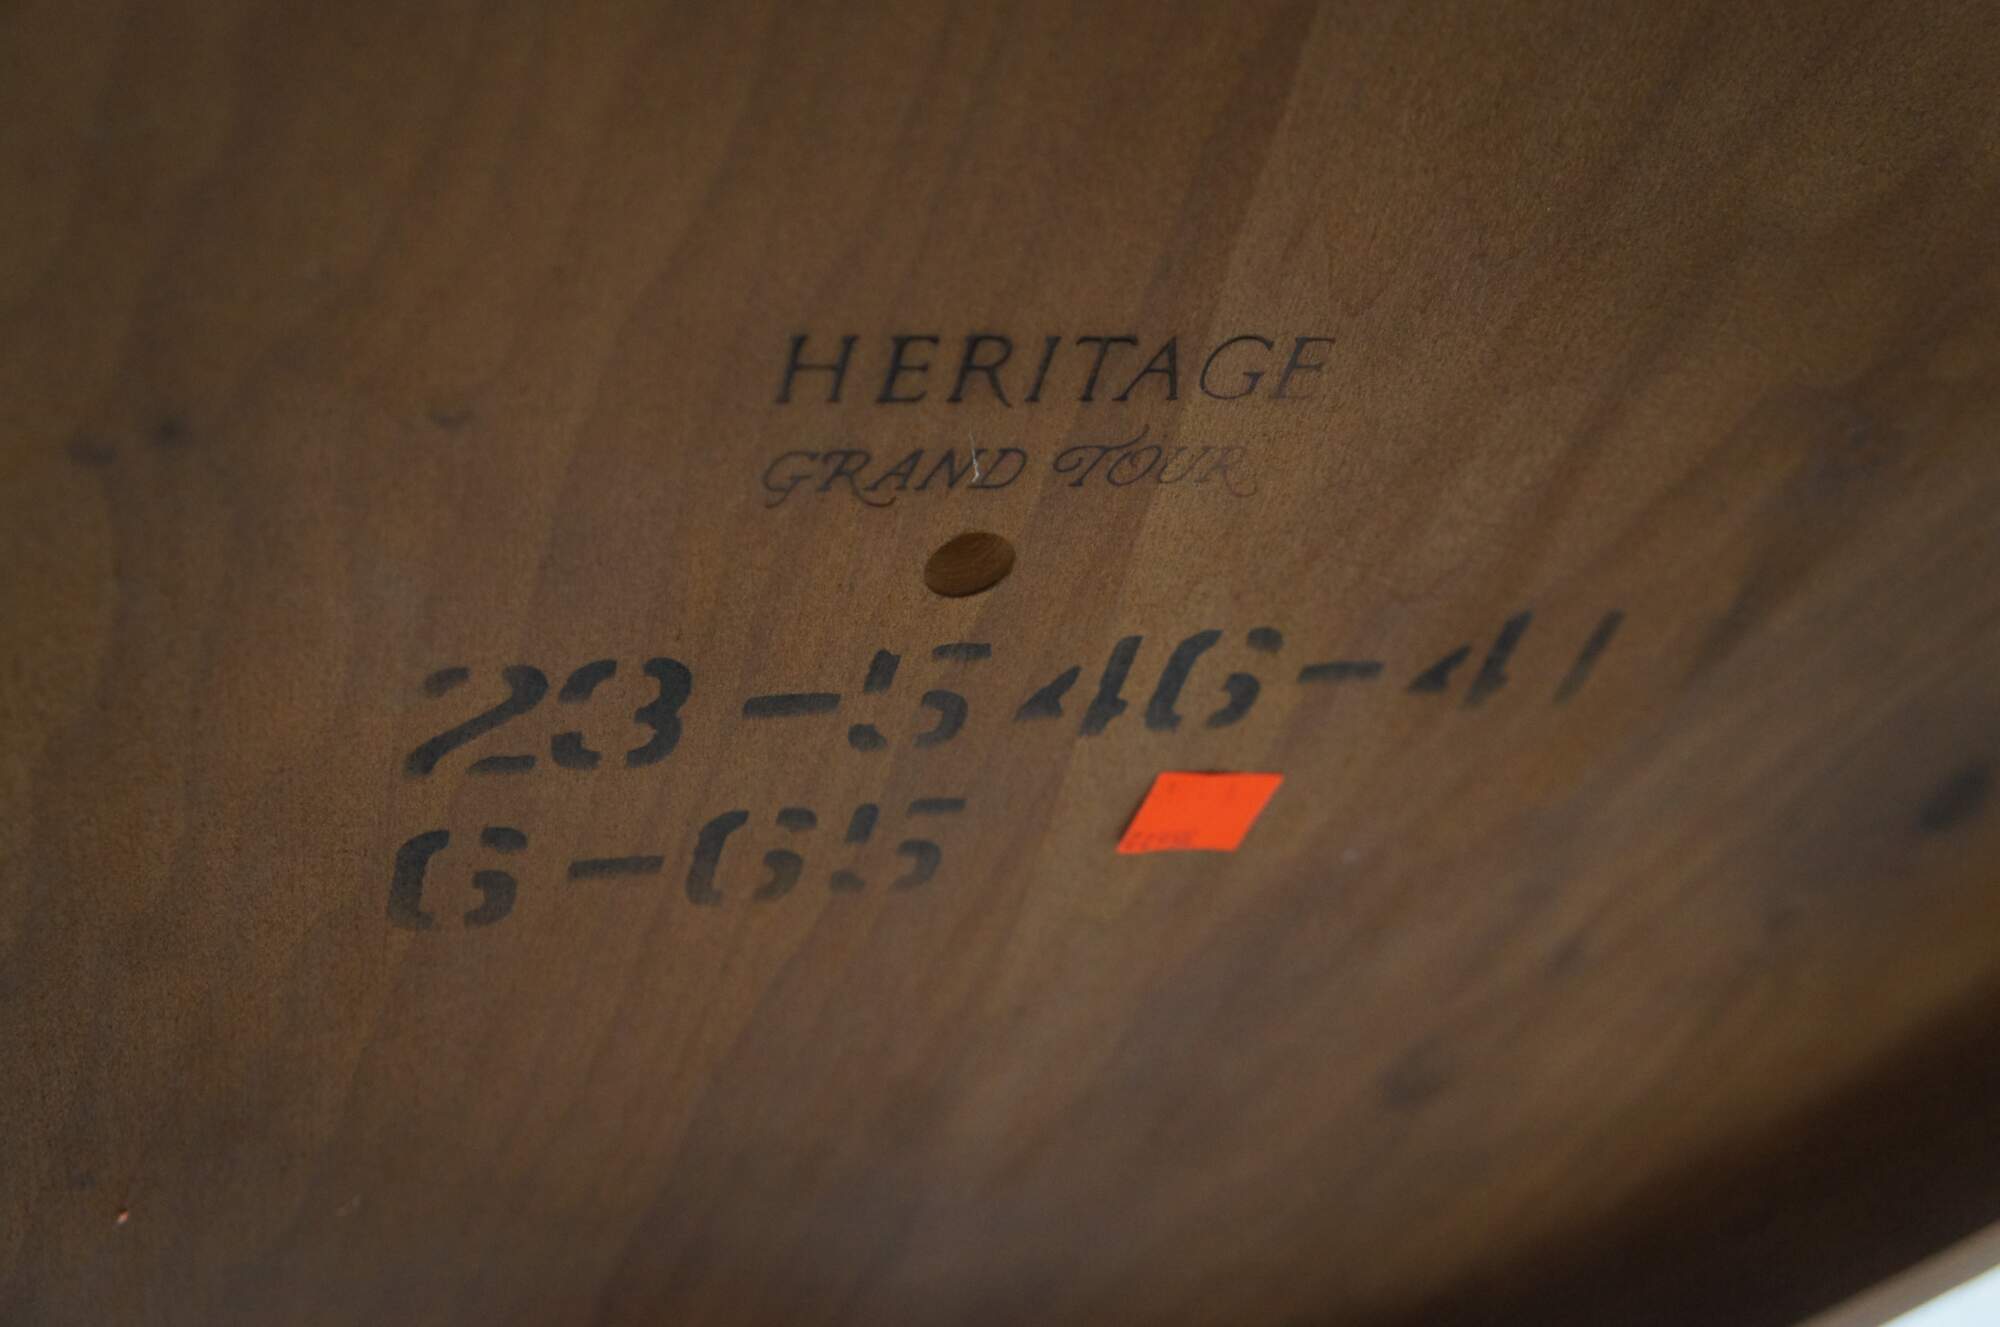 HERITAGE
GRAND TOUR
23-546-41
6-65